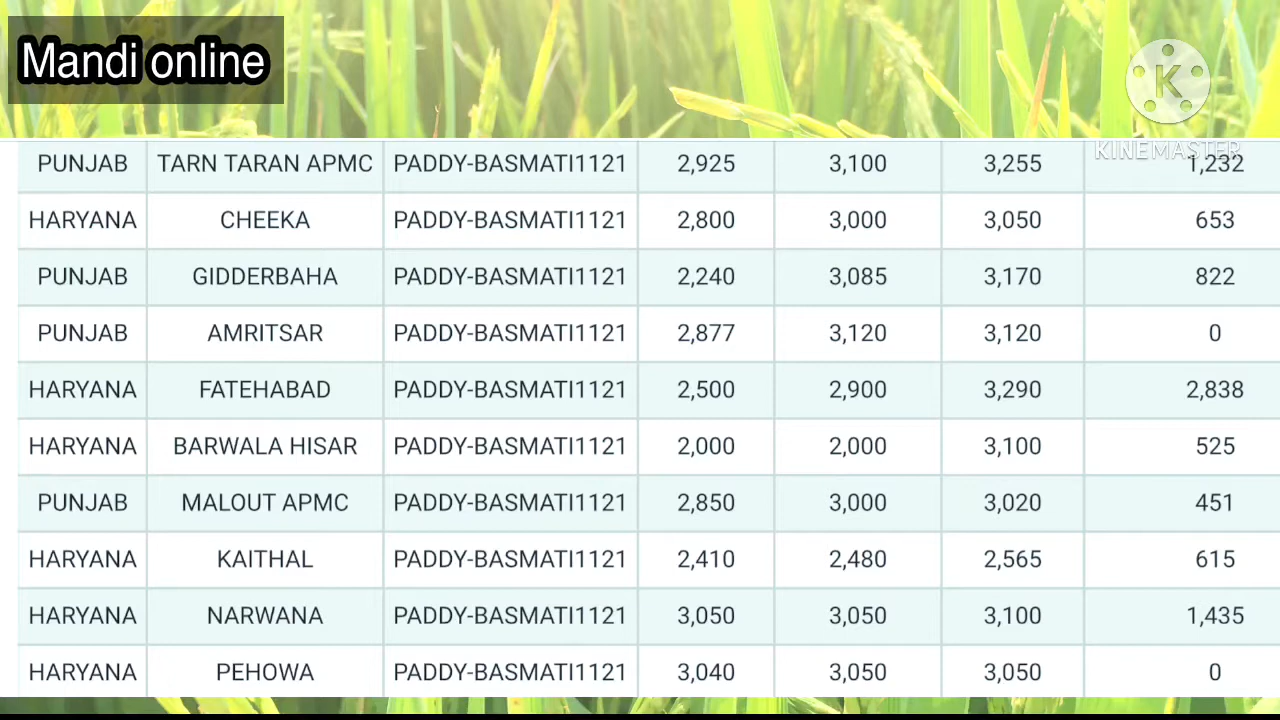 Mandi online
K
KINEMASTER
PUNJAB TARN TARAN APMC PADDY-BASMATI1121 2,925 3,100 3,255 1,232
HARYANA CHEEKA PADDY-BASMATI1121 2,800 3,000 3,050 653
PUNJAB GIDDERBAHA PADDY-BASMATI1121 2,240 3,085 3,170 822
PUNJAB AMRITSAR PADDY-BASMATI1121 2,877 3,120 3,120 0
HARYANA FATEHABAD PADDY-BASMATI1121 2,500 2,900 3,290 2,838
HARYANA BARWALA HISAR PADDY-BASMATI1121 2,000 2,000 3,100 525
PUNJAB MALOUT APMC PADDY-BASMATI1121 2,850 3,000 3,020 451
HARYANA KAITHAL PADDY-BASMATI1121 2,410 2,480 2,565 615
HARYANA NARWANA PADDY-BASMATI1121 3,050 3,050 3,100 1,435
HARYANA PEHOWA PADDY-BASMATI1121 3,040 3,050 3,050 0